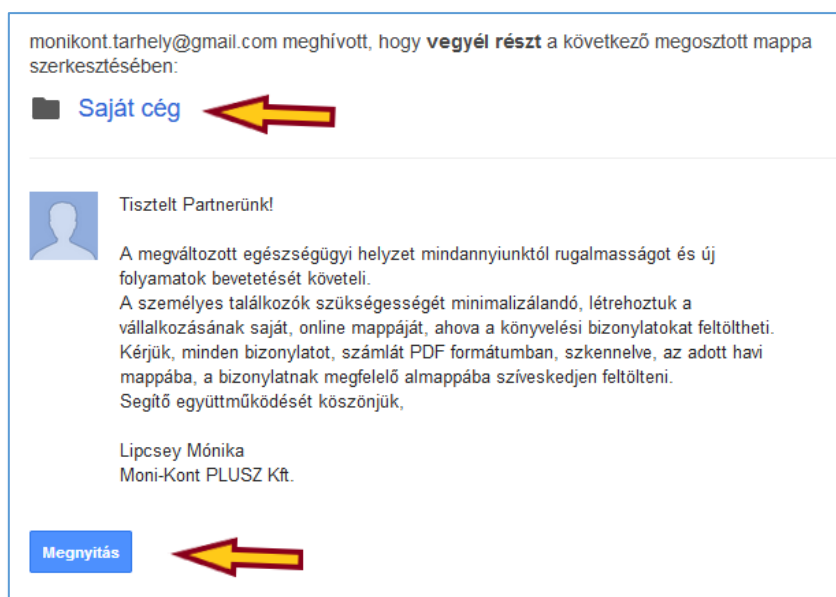 monikont.tarhely@gmail.com meghívott, hogy vegyél részt a következő megosztott mappa
szerkesztésében:
Saját cég
Tisztelt Partnerünk!
A megváltozott egészségügyi helyzet mindannyiunktól rugalmasságot és új
folyamatok bevetetését követeli.
A személyes találkozók szükségességét minimalizálandó, létrehoztuk a
vállalkozásának saját, online mappáját, ahova a könyvelési bizonylatokat feltöltheti.
Kérjük, minden bizonylatot, számlát PDF formátumban, szkennelve, az adott havi
mappába, a bizonylatnak megfelelő almappába szíveskedjen feltölteni.
Segítő együttműködését köszönjük,
Lipcsey Mónika
Moni-Kont PLUSZ Kft.
Megnyitás